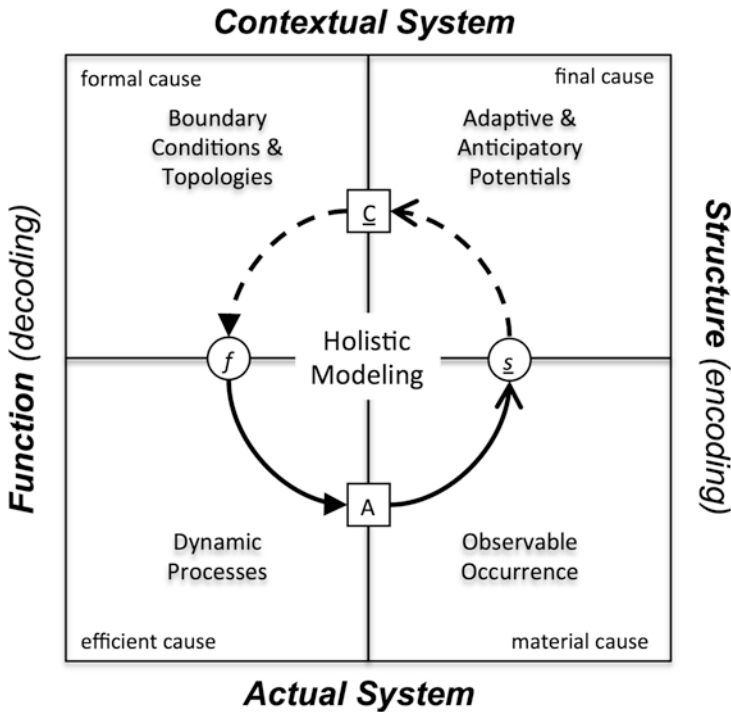 Contextual System
formal cause
final cause
Boundary
Conditions &
Topologies
Adaptive &
Anticipatory
Potentials
C
Function (decoding)
f
Holistic
Modeling
s
Structure (encoding)
A
Dynamic
Processes
Observable
Occurrence
efficient cause
material cause
Actual System